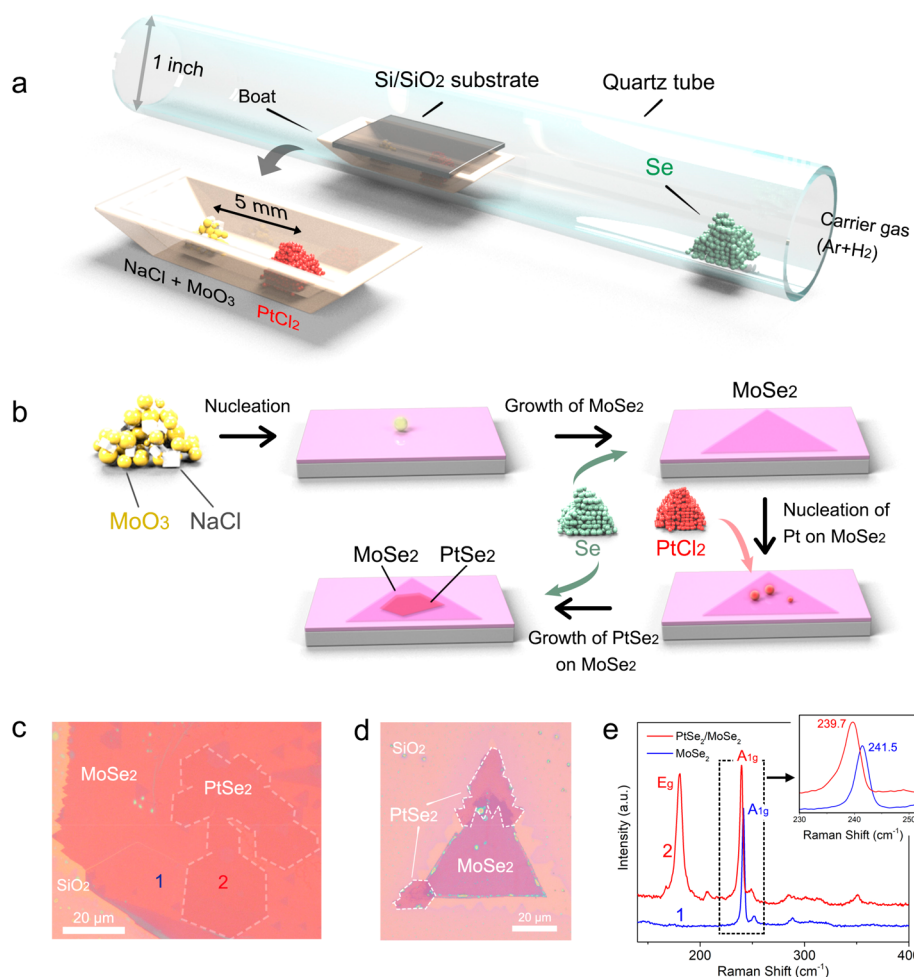 a
1 inch
Boat
Si/SiO2 substrate
Quartz tube
Se
Carrier gas
(Ar+H2)
5 mm
NaCl + MoO3
PtCl2
b
Nucleation
Growth of MoSe2
MoSe2
MoO3
NaCl
Se
PtCl2
Nucleation of
Pt on MoSe2
MoSe2
PtSe2
Growth of PtSe2
on MoSe2
c
MoSe2
PtSe2
SiO2
1
2
20 µm
d
SiO2
PtSe2
MoSe2
20 µm
e
PtSe2/MoSe2
MoSe2
Eg
A1g
A1g
2
1
Intensity (a.u.)
200
300
400
Raman Shift (cm-1)
239.7
241.5
230
240
250
Raman Shift (cm-1)